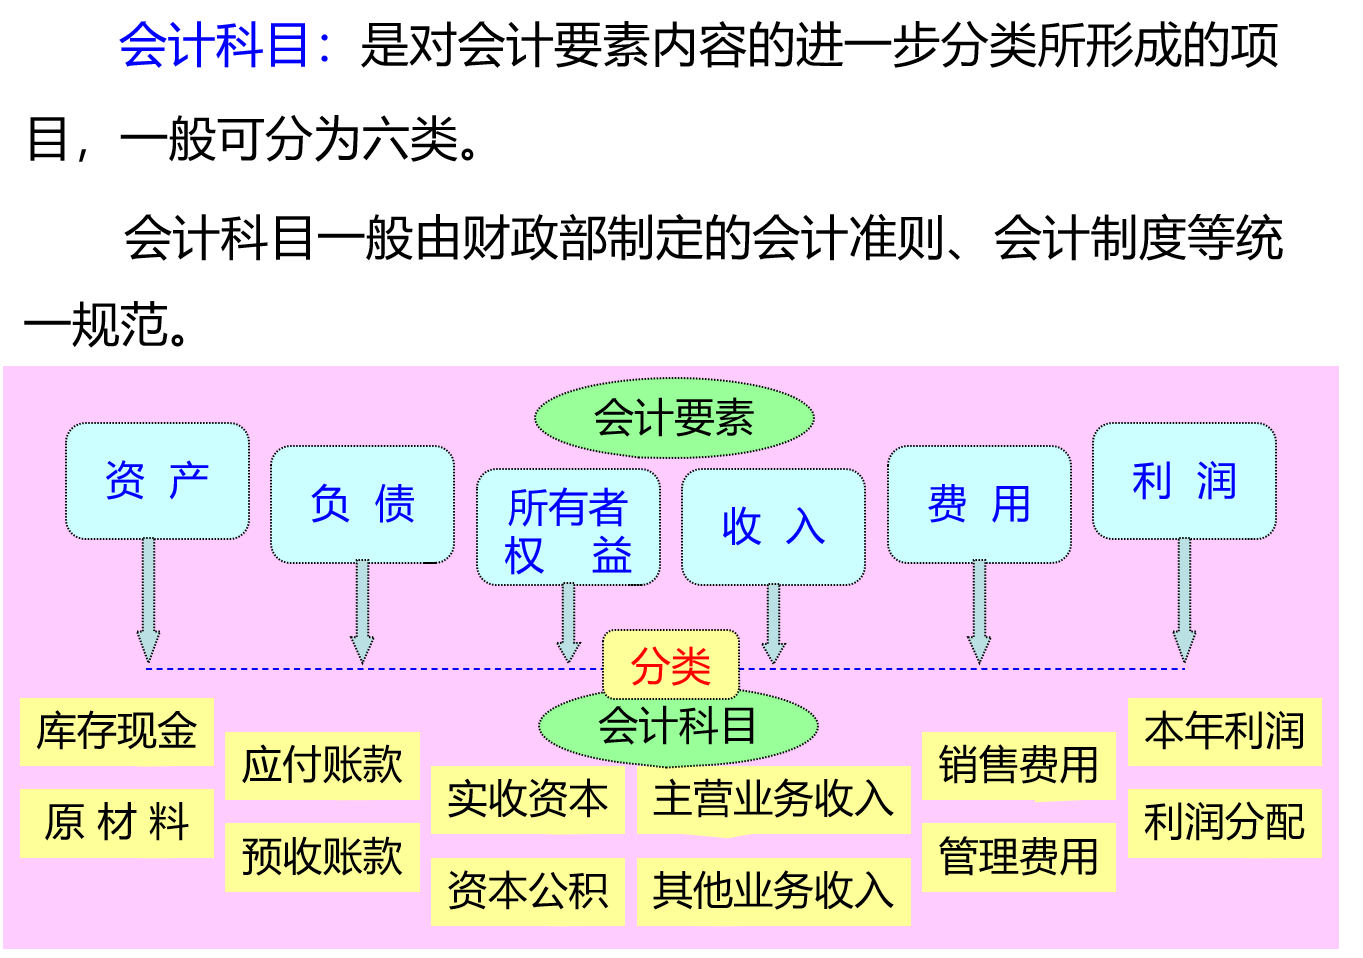 会计科目：是对会计要素内容的进一步分类所形成的项
目，一般可分为六类。
会计科目一般由财政部制定的会计准则、会计制度等统
一规范。
会计要素
资 产
负 债
所有者
权 益
收 入
费 用
利 润
分类
会计科目
库存现金
原 材 料
应付账款
预收账款
实收资本
资本公积
主营业务收入
其他业务收入
销售费用
管理费用
本年利润
利润分配